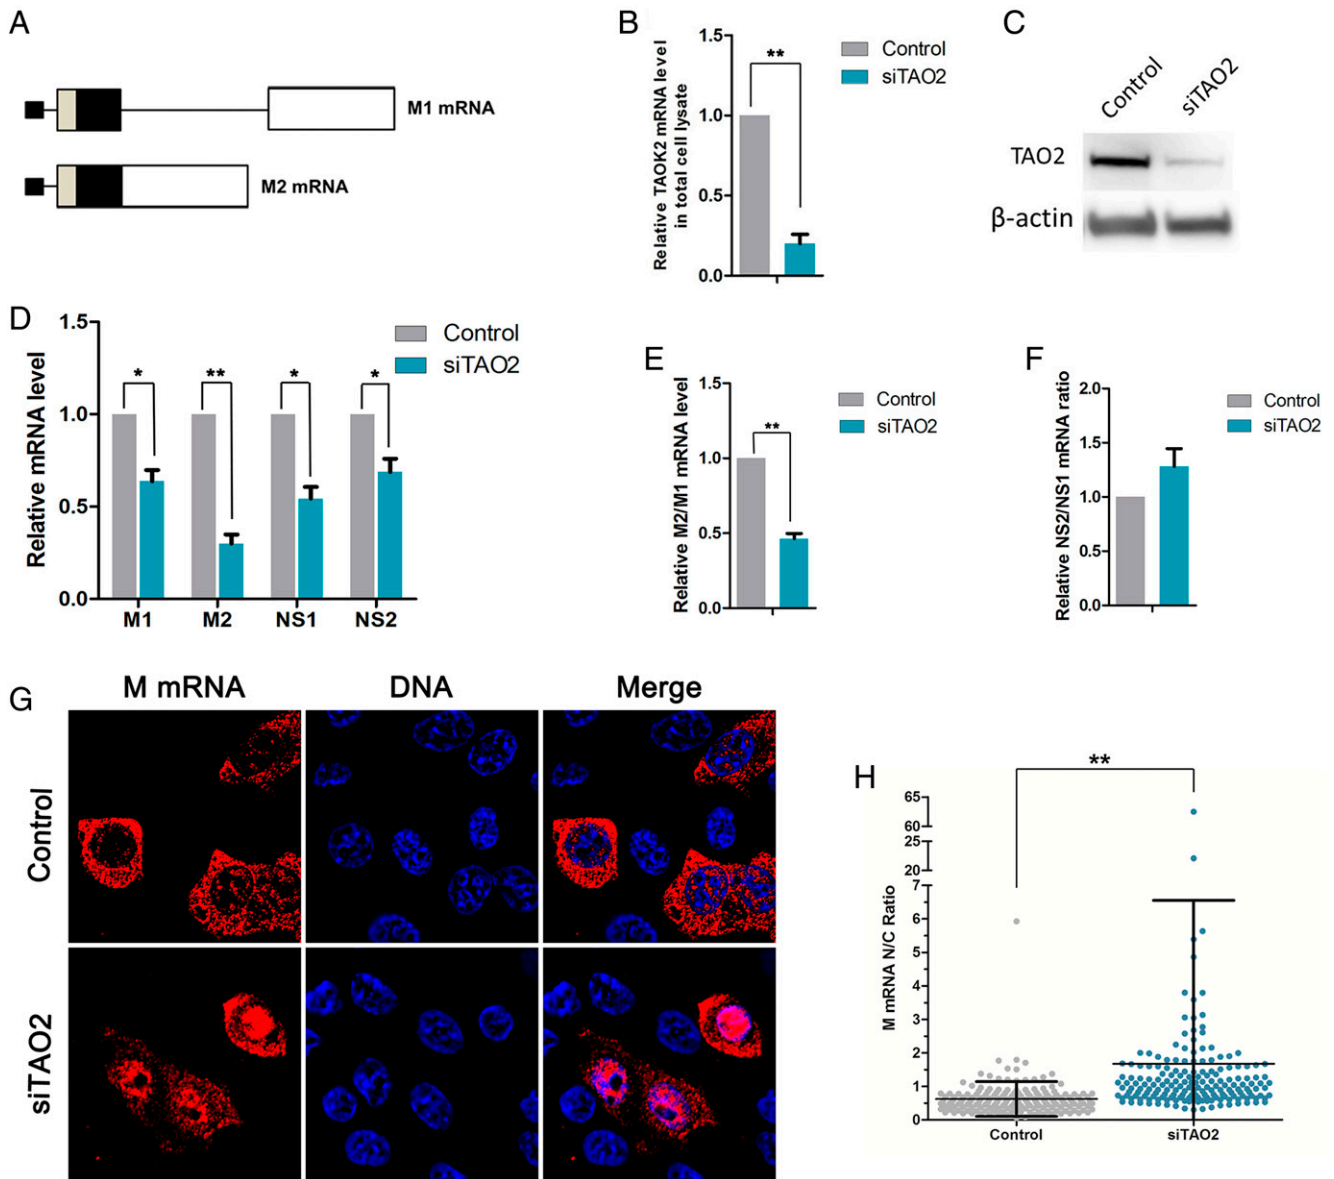 A
M1 mRNA
M2 mRNA
B
Relative TAOK2 mRNA level
in total cell lysate
1.5
1.0
0.5
0.0
**
Control
siTAO2
C
Control
siTAO2
TAO2
β-actin
D
Relative mRNA level
1.5
1.0
0.5
0.0
*
**
*
*
Control
siTAO2
M1
M2
NS1
NS2
E
Relative M2/M1 mRNA level
1.5
1.0
0.5
0.0
**
Control
siTAO2
F
Relative NS2/NS1 mRNA ratio
2.0
1.5
1.0
0.5
0.0
Control
siTAO2
G
M mRNA
DNA
Merge
Control
siTAO2
H
M mRNA N/C Ratio
65
60
25
20
7
6
5
4
3
2
1
0
**
Control
siTAO2